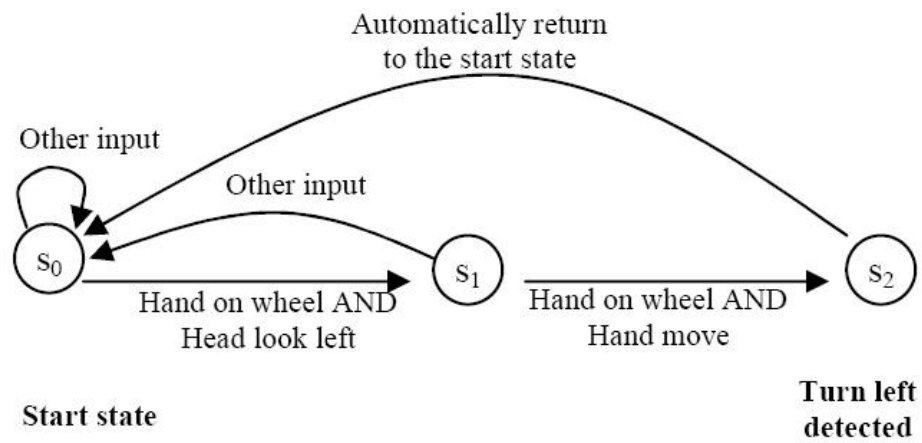 Automatically return
to the start state
Other input
Other input
s0
s1
s2
Hand on wheel AND
Head look left
Hand on wheel AND
Hand move
Start state
Turn left
detected